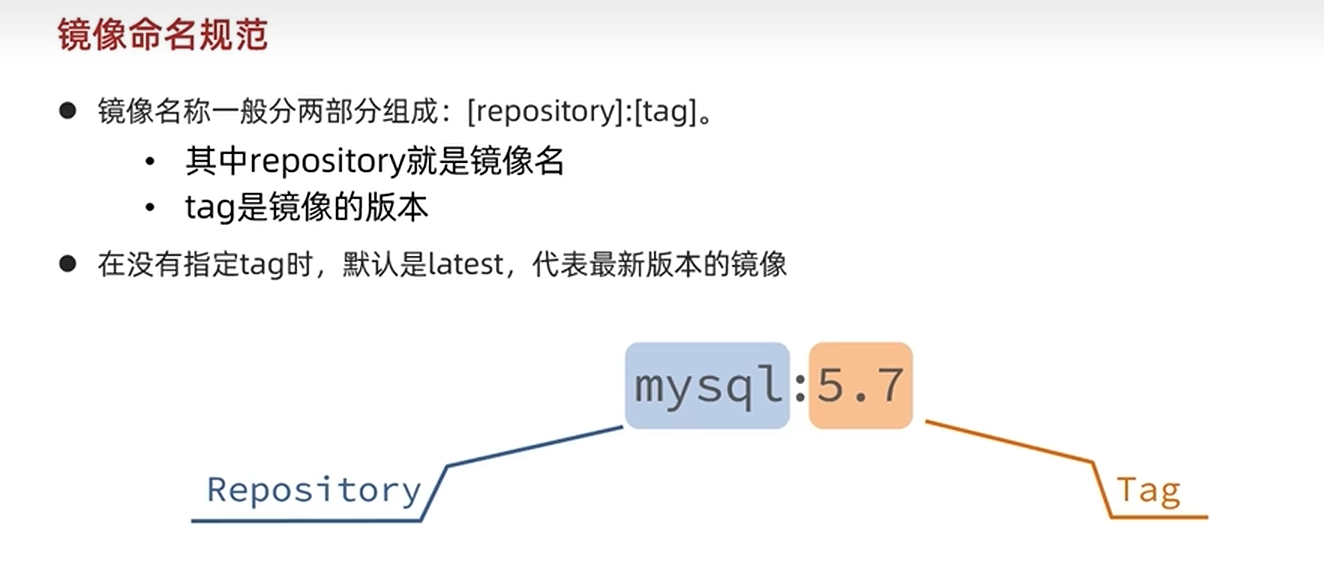 镜像命名规范
● 镜像名称一般分两部分组成：[repository]:[tag]。
• 其中repository就是镜像名
• tag是镜像的版本
● 在没有指定tag时，默认是latest，代表最新版本的镜像
mysql:5.7
Repository
Tag